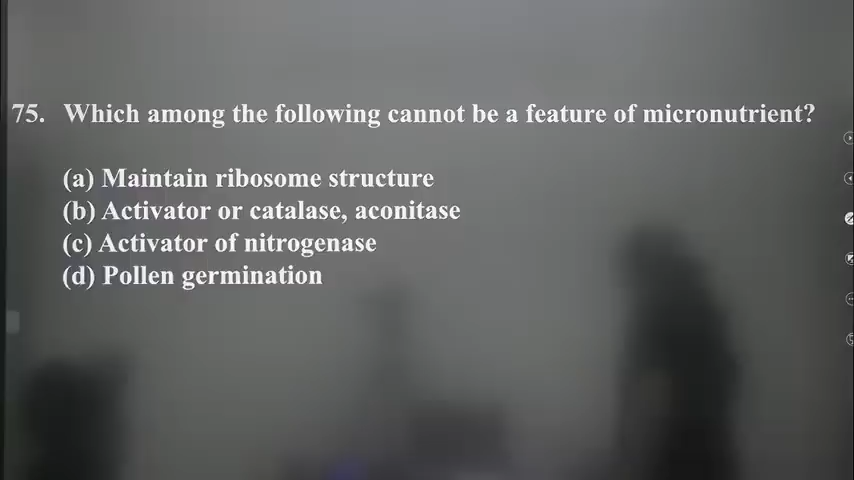 75. Which among the following cannot be a feature of micronutrient?
(a) Maintain ribosome structure
(b) Activator or catalase, aconitase
(c) Activator of nitrogenase
(d) Pollen germination